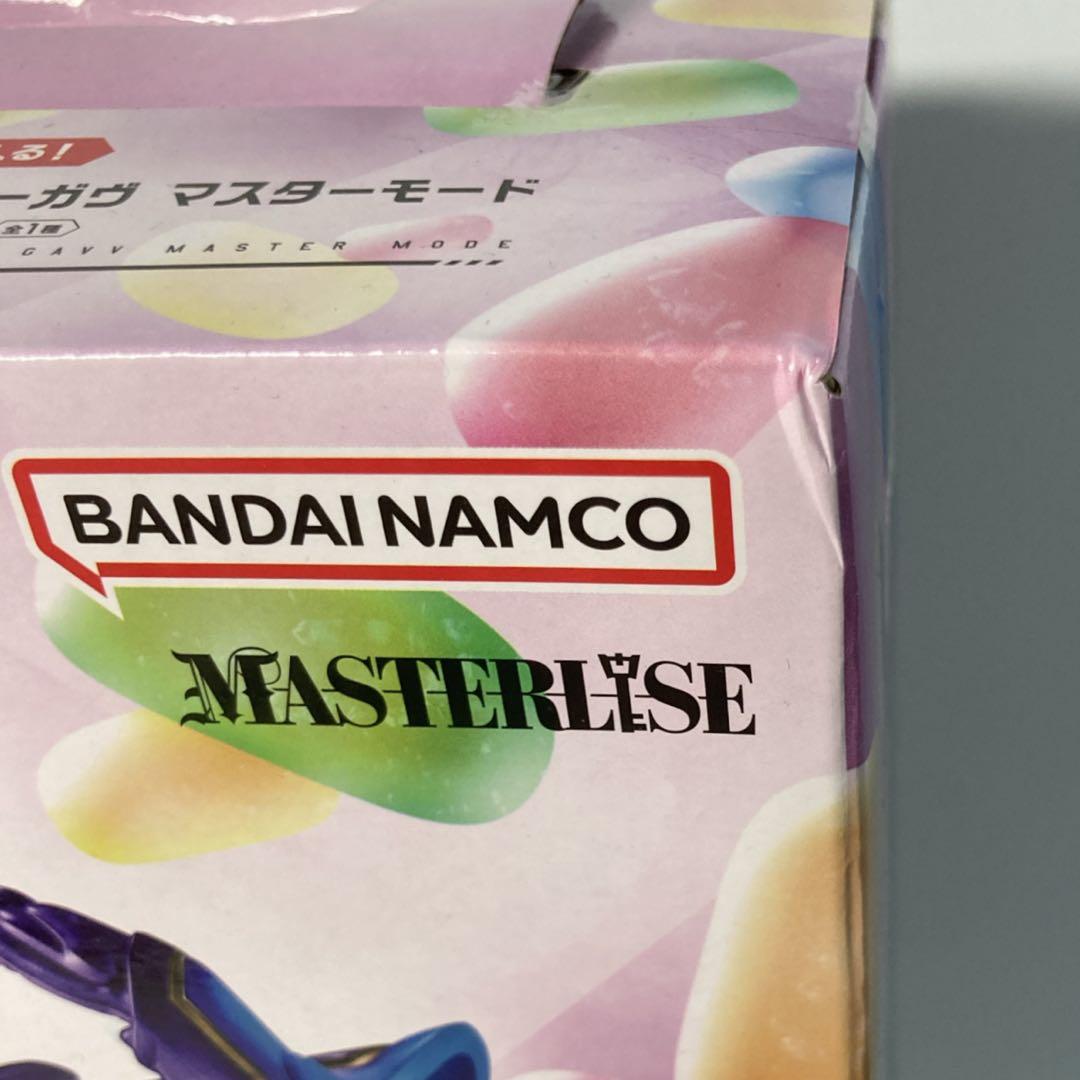 る!
ーガヴ マスターモード
全1種
GAVV MASTER MODE
BANDAI NAMCO
MASTERLISE